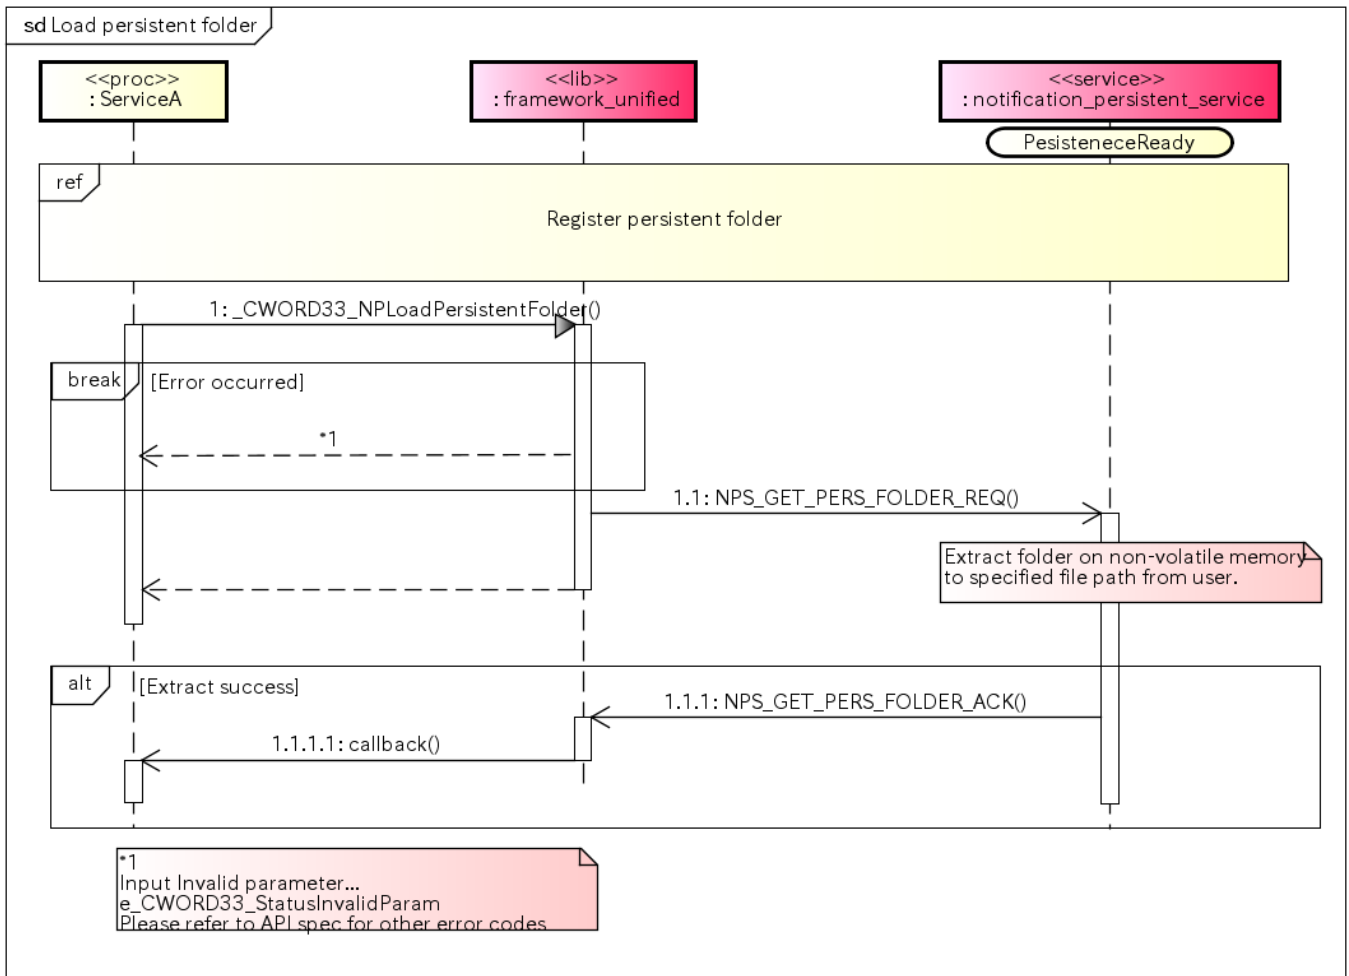 sd Load persistent folder
<<proc>>
: ServiceA
<<lib>>
: framework_unified
<<service>>
: notification_persistent_service
PesisteneceReady
ref
Register persistent folder
1: _CWORD33_NPLoadPersistentFolder()
break
[Error occurred]
*1
1.1: NPS_GET_PERS_FOLDER_REQ()
Extract folder on non-volatile memory
to specified file path from user.
alt
[Extract success]
1.1.1: NPS_GET_PERS_FOLDER_ACK()
1.1.1.1: callback()
*1
Input Invalid parameter...
e_CWORD33_StatusInvalidParam
Please refer to API spec for other error codes